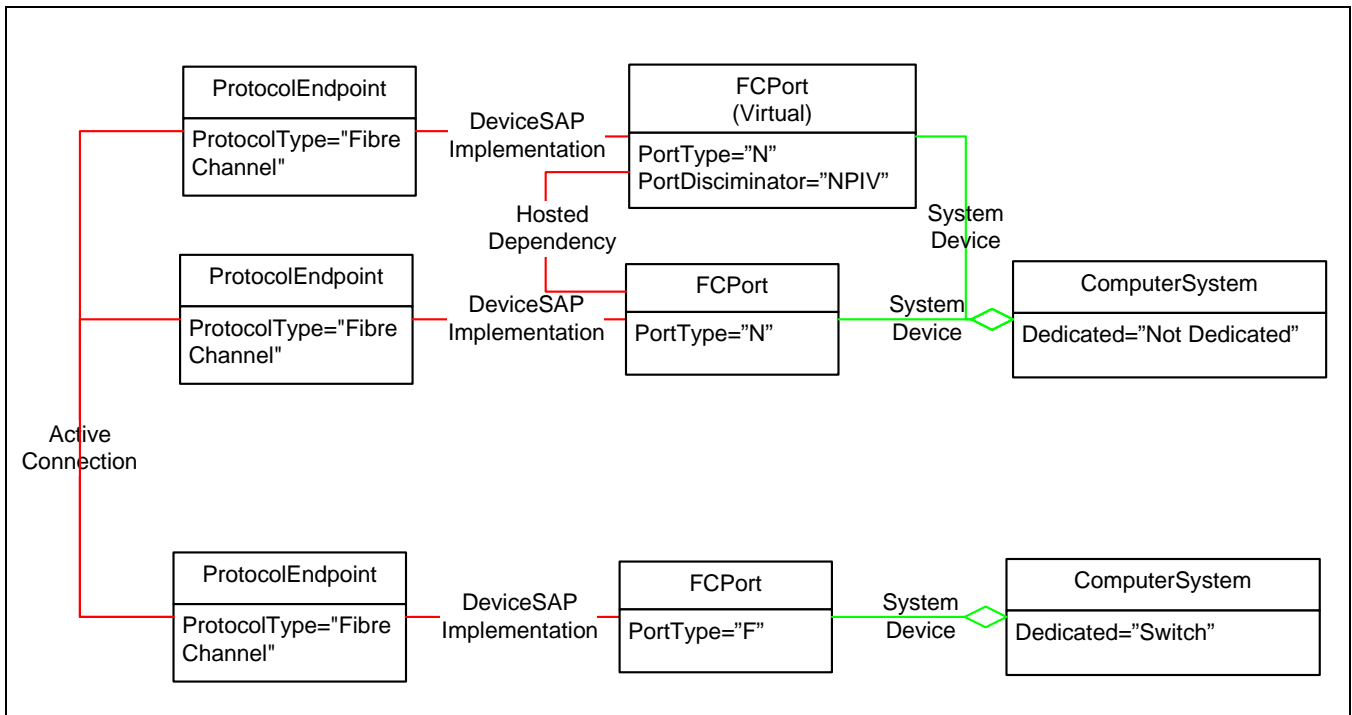 ProtocolEndpoint
ProtocolType="Fibre
Channel"
DeviceSAP
Implementation
FCPort
(Virtual)
PortType=”N”
PortDisciminator=”NPIV”
Hosted
Dependency
System
Device
ProtocolEndpoint
ProtocolType="Fibre
Channel"
DeviceSAP
Implementation
FCPort
PortType=”N”
System
Device
ComputerSystem
Dedicated=”Not Dedicated”
Active
Connection
ProtocolEndpoint
ProtocolType="Fibre
Channel"
DeviceSAP
Implementation
FCPort
PortType=”F”
System
Device
ComputerSystem
Dedicated=”Switch”